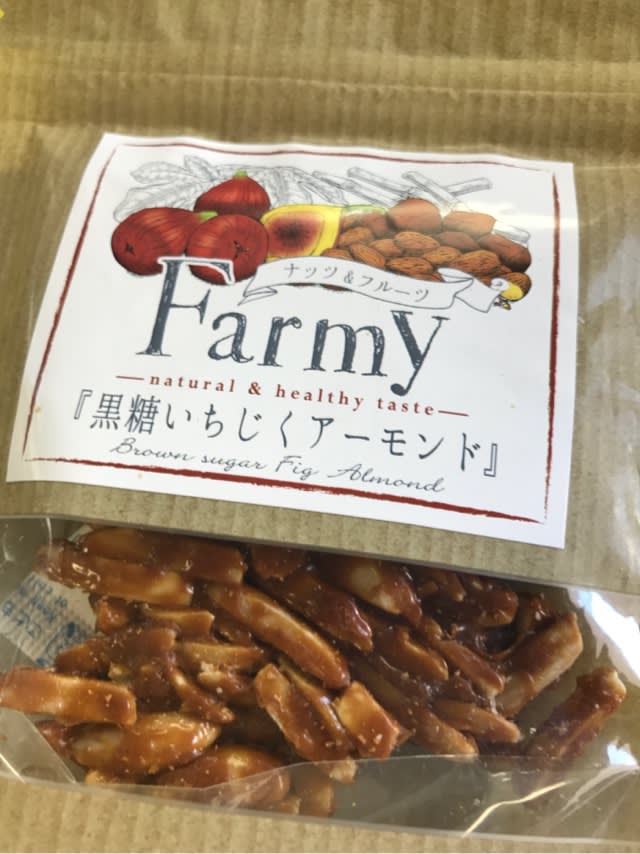 ナッツ&フルーツ
Farmy
natural & healthy taste
『黒糖いちじくアーモンド』
Brown sugar Fig Almond